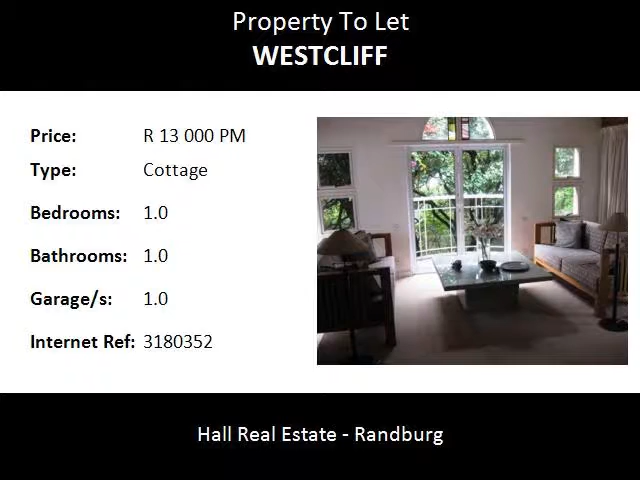 Property To Let
WESTCLIFF
Price: R 13 000 PM
Type: Cottage
Bedrooms: 1.0
Bathrooms: 1.0
Garage/s: 1.0
Internet Ref: 3180352
Hall Real Estate - Randburg